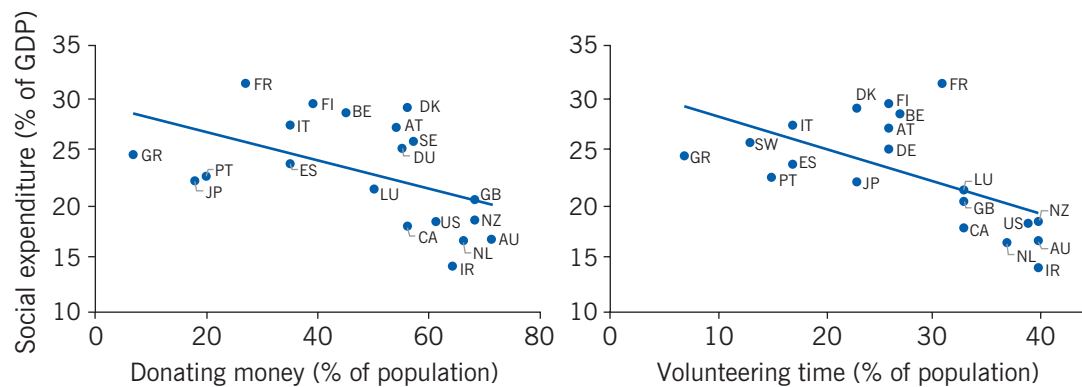 Social expenditure (% of GDP)
35
30
25
20
15
10
FR
FI
BE
DK
IT
AT
SE
DU
GR
PT
JP
ES
LU
GB
CA
US
NZ
NL
AU
IR
0
20
40
60
80
Donating money (% of population)
35
30
25
20
15
10
FR
DK
FI
BE
IT
AT
SW
DE
GR
ES
PT
JP
LU
GB
CA
US
NZ
NL
AU
IR
0
10
20
30
40
Volunteering time (% of population)